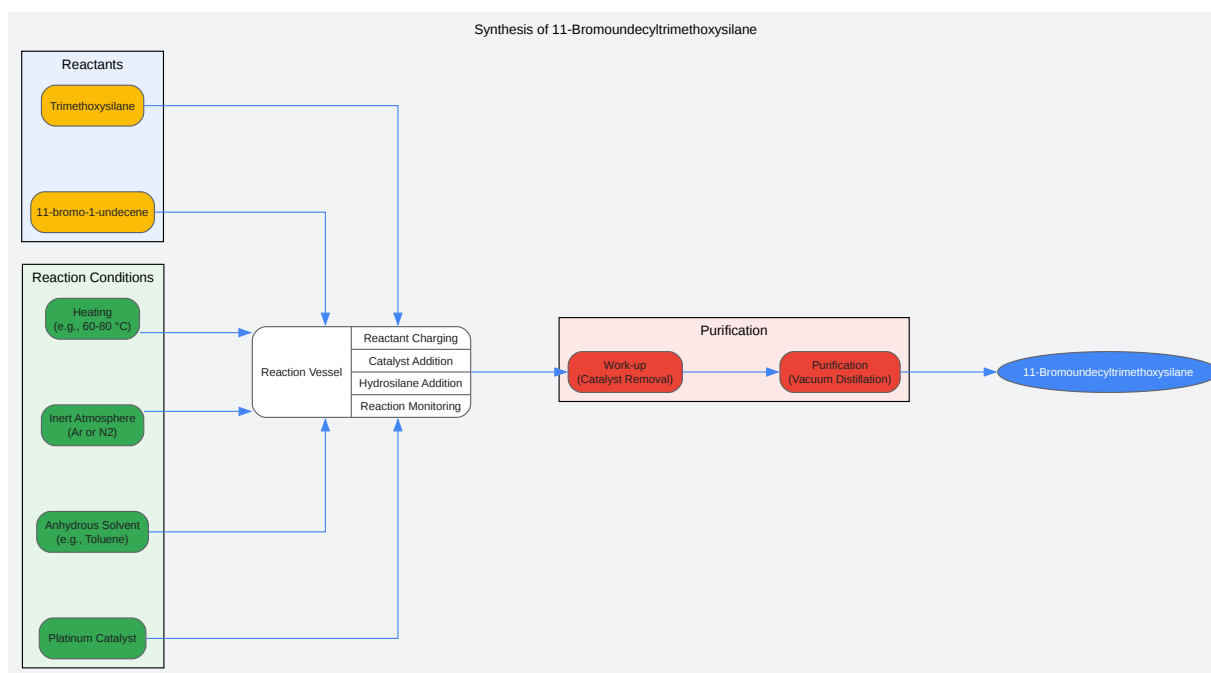 Synthesis of 11-Bromoundecyltrimethoxysilane
Reactants
Trimethoxysilane
11-bromo-1-undecene
Reaction Conditions
Heating
(e.g., 60-80 °C)
Inert Atmosphere
(Ar or N2)
Anhydrous Solvent
(e.g., Toluene)
Platinum Catalyst
Reaction Vessel
Reactant Charging
Catalyst Addition
Hydrosilane Addition
Reaction Monitoring
Purification
Work-up
(Catalyst Removal)
Purification
(Vacuum Distillation)
11-Bromoundecyltrimethoxysilane